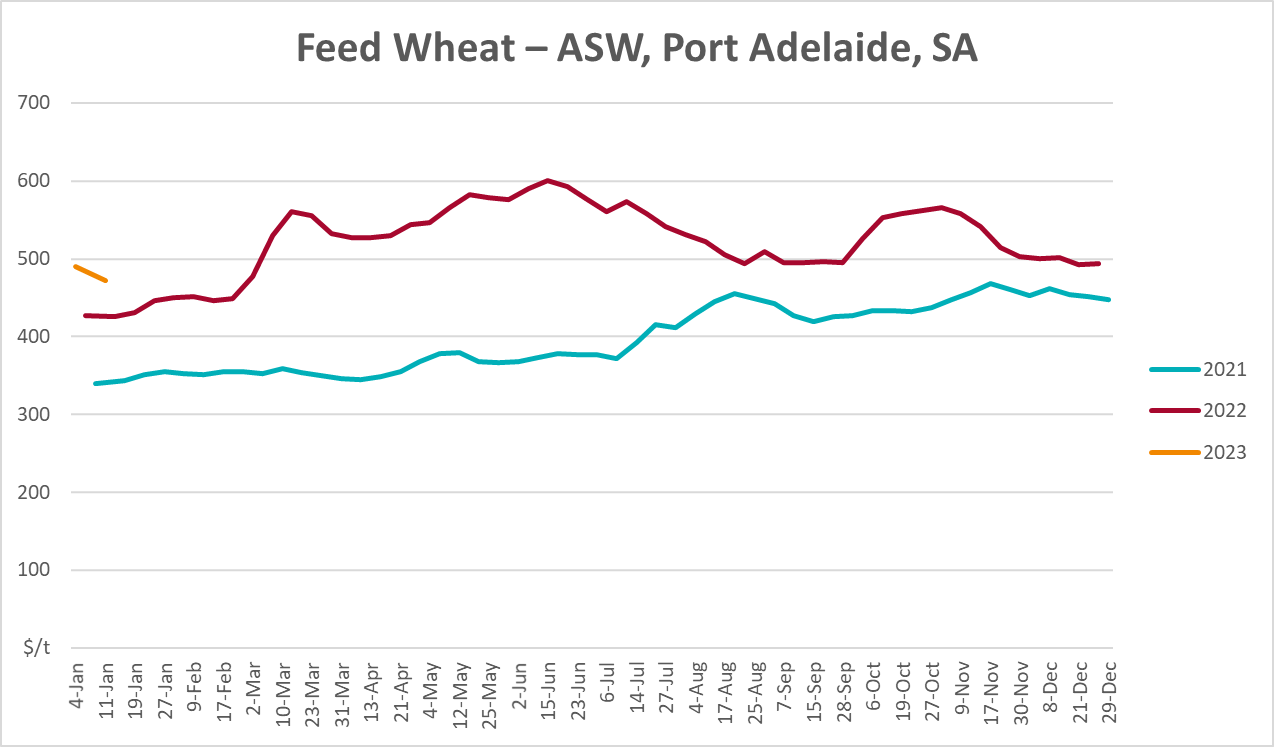 Feed Wheat – ASW, Port Adelaide, SA
700
600
500
400
300
200
100
$/t
4-Jan
11-Jan
19-Jan
27-Jan
9-Feb
17-Feb
2-Mar
10-Mar
23-Mar
31-Mar
13-Apr
21-Apr
4-May
12-May
25-May
2-Jun
15-Jun
23-Jun
6-Jul
14-Jul
27-Jul
4-Aug
17-Aug
25-Aug
7-Sep
15-Sep
28-Sep
6-Oct
19-Oct
27-Oct
9-Nov
17-Nov
30-Nov
8-Dec
21-Dec
29-Dec
2021
2022
2023